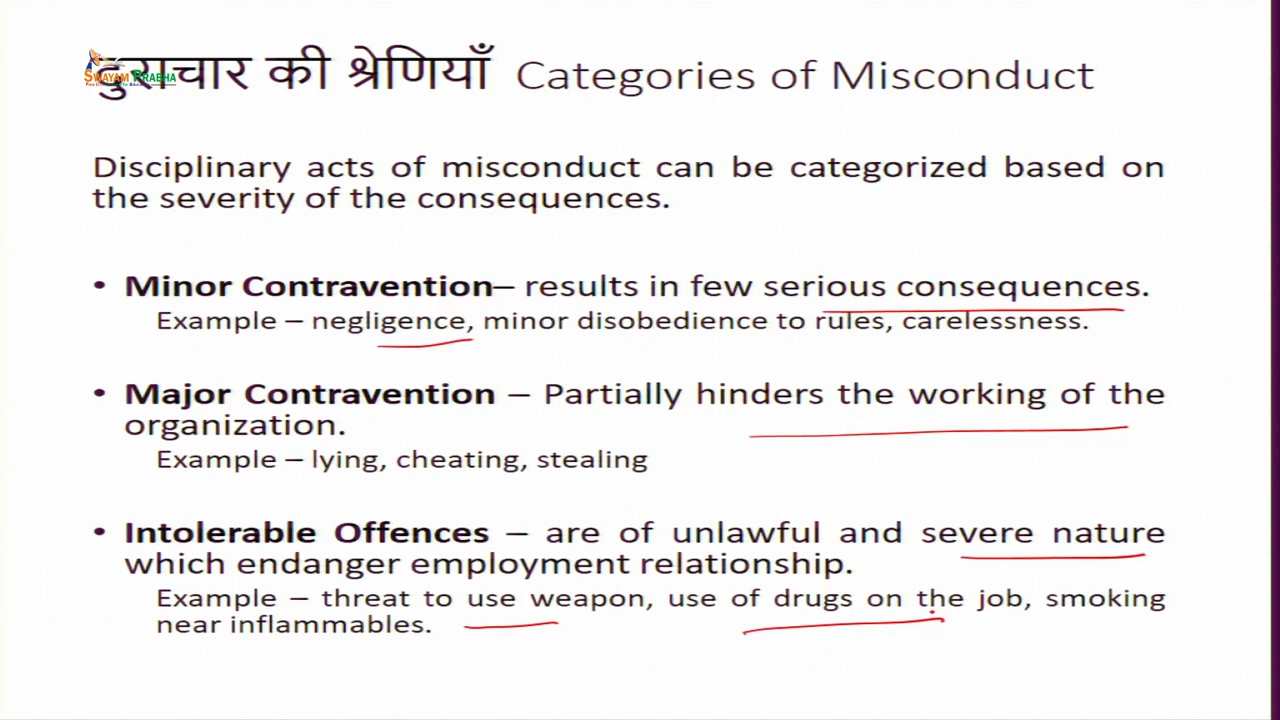 दुराचार की श्रेणियाँ Categories of Misconduct
SWAYAM PRABHA
Disciplinary acts of misconduct can be categorized based on
the severity of the consequences.
• Minor Contravention– results in few serious consequences.
Example – negligence, minor disobedience to rules, carelessness.
• Major Contravention – Partially hinders the working of the
organization.
Example – lying, cheating, stealing
• Intolerable Offences – are of unlawful and severe nature
which endanger employment relationship.
Example – threat to use weapon, use of drugs on the job, smoking
near inflammables.